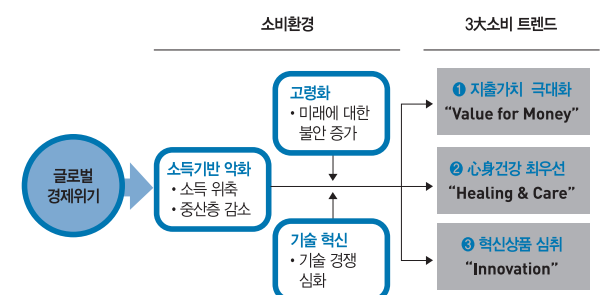 소비환경
3大소비 트렌드
글로벌
경제위기
소득기반 악화
• 소득 위축
• 중산층 감소
고령화
• 미래에 대한
불안 증가
기술 혁신
• 기술 경쟁
심화
❶ 지출가치 극대화
“Value for Money”
❷ 心身건강 최우선
“Healing & Care”
❸ 혁신상품 심취
“Innovation”